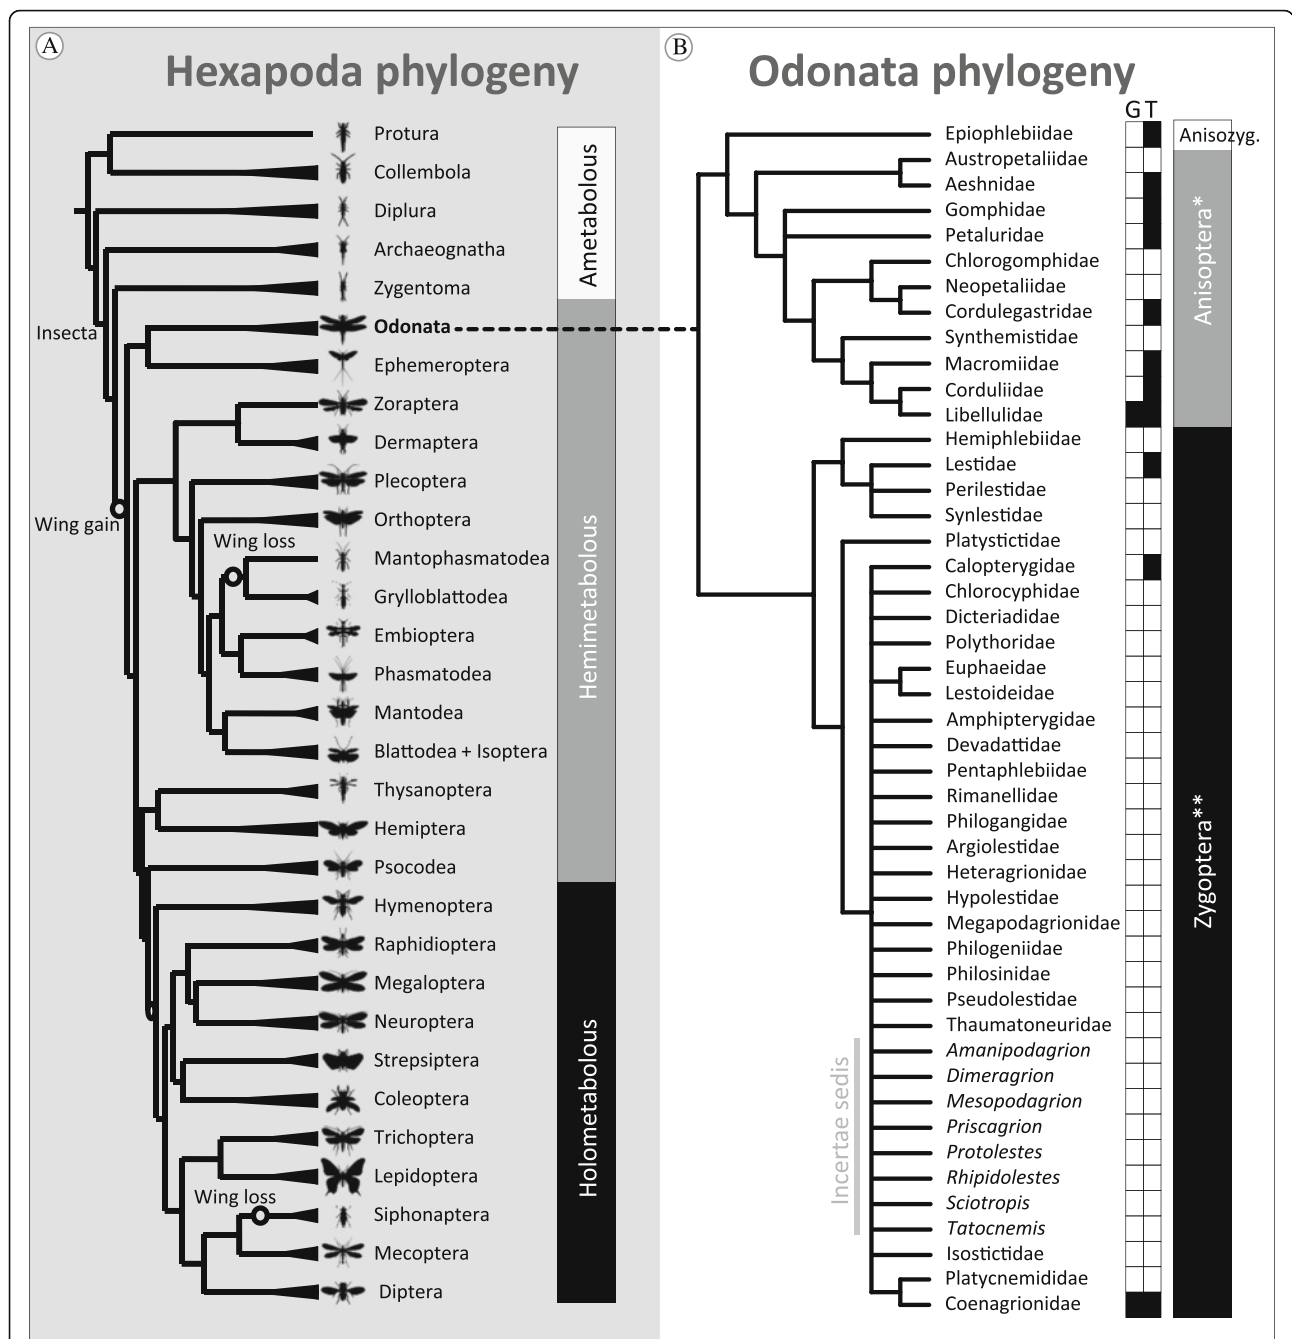 A
Hexapoda phylogeny
Protura
Collembola
Diplura
Archaeognatha
Zygentoma
Insecta
Odonata
Ephemeroptera
Zoraptera
Dermaptera
Plecoptera
Wing gain
Orthoptera
Wing loss
Mantophasmatodea
Grylloblattodea
Embioptera
Phasmatodea
Mantodea
Blattodea + Isoptera
Thysanoptera
Hemiptera
Psocodea
Hymenoptera
Raphidioptera
Megaloptera
Neuroptera
Strepsiptera
Coleoptera
Trichoptera
Lepidoptera
Wing loss
Siphonaptera
Mecoptera
Diptera
Ametabolous
Hemimetabolous
Holometabolous
B
Odonata phylogeny
G T
Epiophlebiidae
Austropetaliidae
Aeshnidae
Gomphidae
Petaluridae
Chlorogomphidae
Neopetaliidae
Cordulegastridae
Synthemistidae
Macromiidae
Corduliidae
Libellulidae
Hemiphlebiidae
Lestidae
Perilestidae
Synlestidae
Platystictidae
Calopterygidae
Chlorocyphidae
Dicteriadidae
Polythoridae
Euphaeidae
Lestoideidae
Amphipterygidae
Devadattidae
Pentaphlebiidae
Rimanellidae
Philogangidae
Argiolestidae
Heteragrionidae
Hypolestidae
Megapodagrionidae
Philogeniidae
Philosinidae
Pseudolestidae
Thaumatoneuridae
Incertae sedis
Amanipodagrion
Dimeragrion
Mesopodagrion
Priscagrion
Protolestes
Rhipidolestes
Sciotropis
Tatocnemis
Isostictidae
Platycnemididae
Coenagrionidae
Anisozyg.
Anisoptera*
Zygoptera**